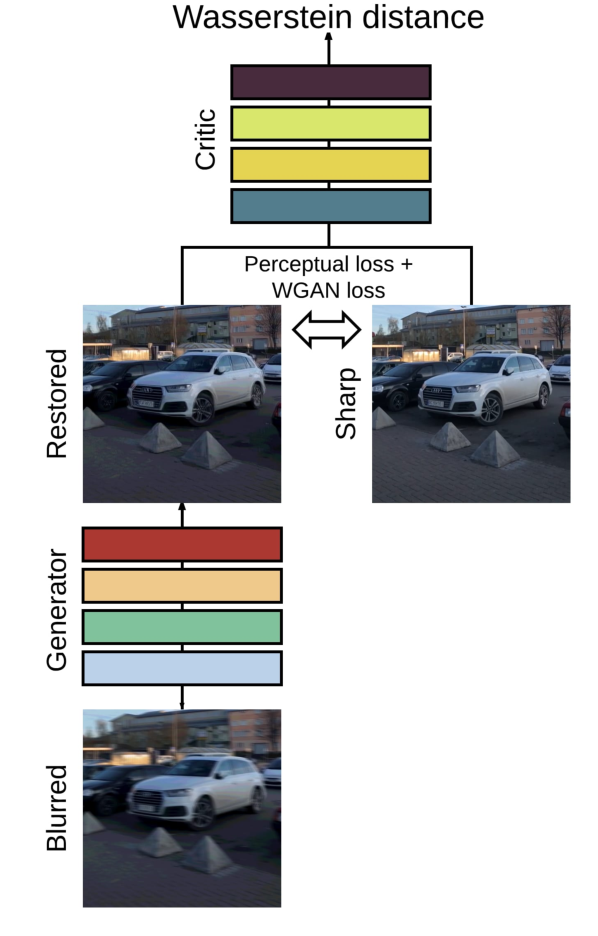 Wasserstein distance
Critic
Perceptual loss +
WGAN loss
Restored
Sharp
Generator
Blurred